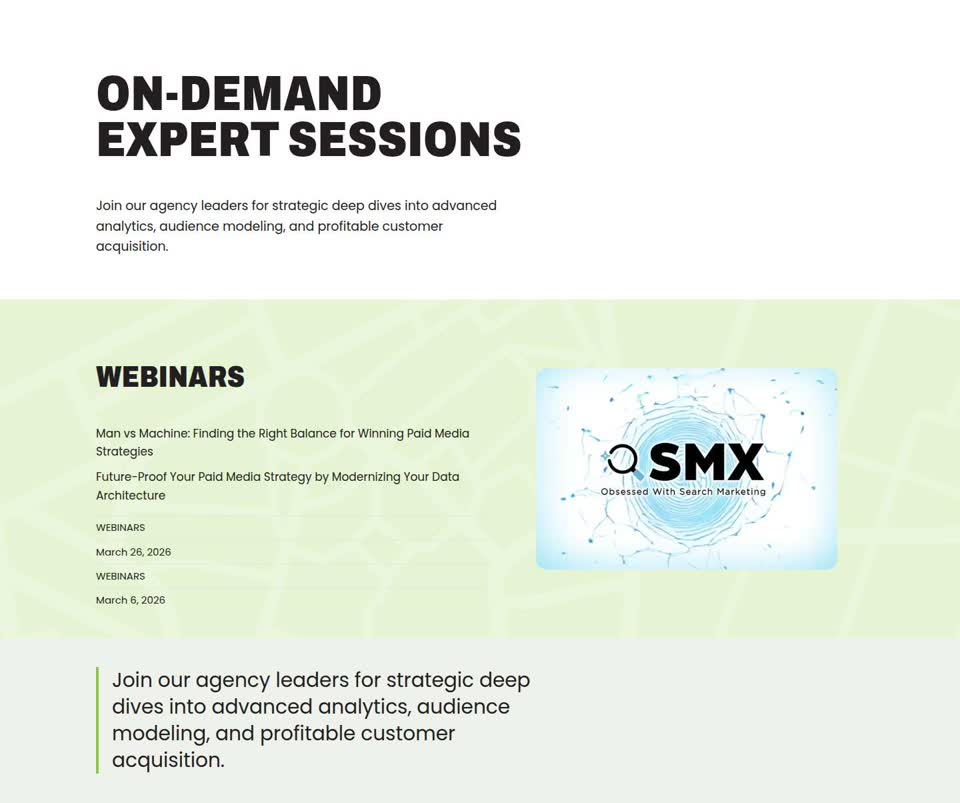 ON-DEMAND
EXPERT SESSIONS
Join our agency leaders for strategic deep dives into advanced
analytics, audience modeling, and profitable customer
acquisition.
WEBINARS
Man vs Machine: Finding the Right Balance for Winning Paid Media
Strategies
Future-Proof Your Paid Media Strategy by Modernizing Your Data
Architecture
WEBINARS
March 26, 2026
WEBINARS
March 6, 2026
SMX
Obsessed With Search Marketing
Join our agency leaders for strategic deep
dives into advanced analytics, audience
modeling, and profitable customer
acquisition.